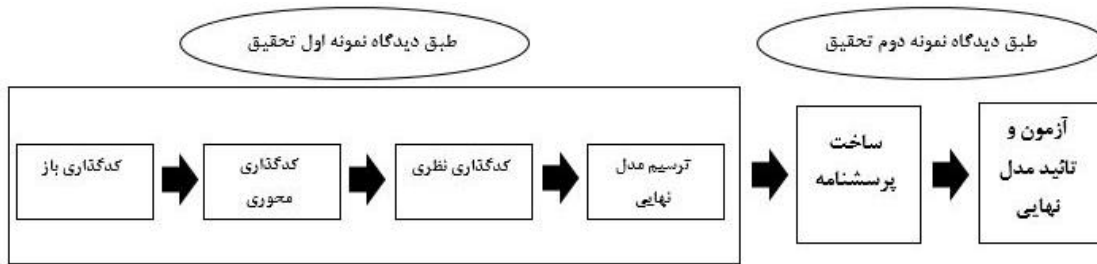 طبق دیدگاه نمونه اول تحقیق
طبق دیدگاه نمونه دوم تحقیق
کدگذاری باز
کدگذاری
محوری
کدگذاری نظری
ترسیم مدل
نهایی
ساخت
پرسشنامه
آزمون و
تائید مدل
نهایی